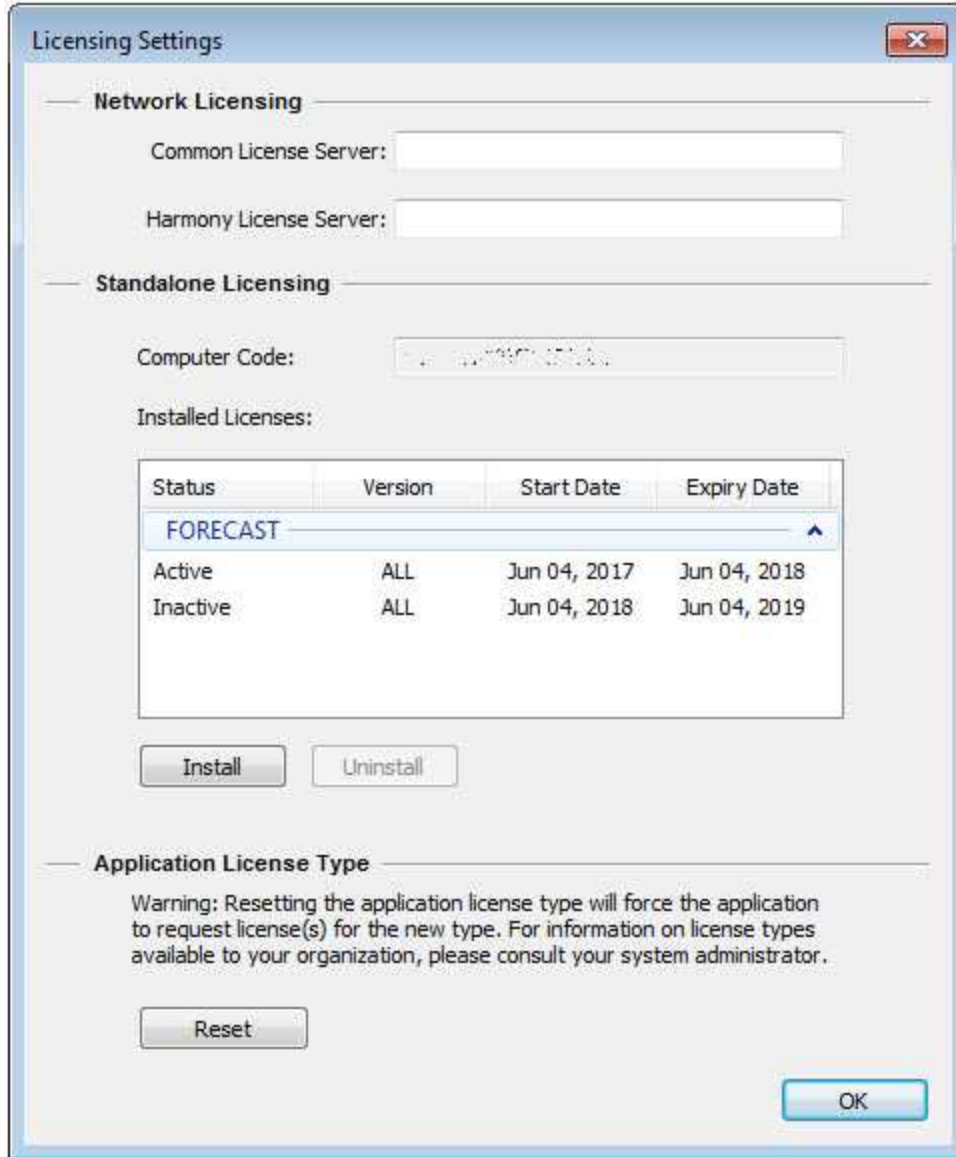 Licensing Settings
Network Licensing
Common License Server:
Harmony License Server:
Standalone Licensing
Computer Code:
Installed Licenses:
Status Version Start Date Expiry Date
FORECAST
Active ALL Jun 04, 2017 Jun 04, 2018
Inactive ALL Jun 04, 2018 Jun 04, 2019
Install Uninstall
Application License Type
Warning: Resetting the application license type will force the application
to request license(s) for the new type. For information on license types
available to your organization, please consult your system administrator.
Reset
OK